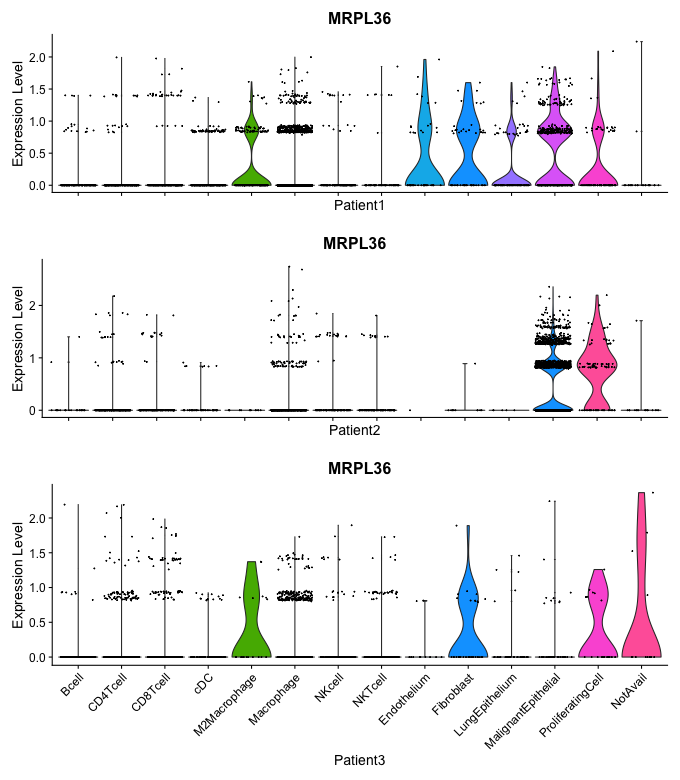 MRPL36
Expression Level
2.0
1.5
1.0
0.5
0.0
Patient1
MRPL36
Expression Level
2
1
0
Patient2
MRPL36
Expression Level
2.0
1.5
1.0
0.5
0.0
Bcell
CD4Tcell
CD8Tcell
cDC
M2Macrophage
Macrophage
NKcell
NKTcell
Endothelium
Fibroblast
LungEpithelium
MalignantEpithelial
ProliferatingCell
NotAvail
Patient3